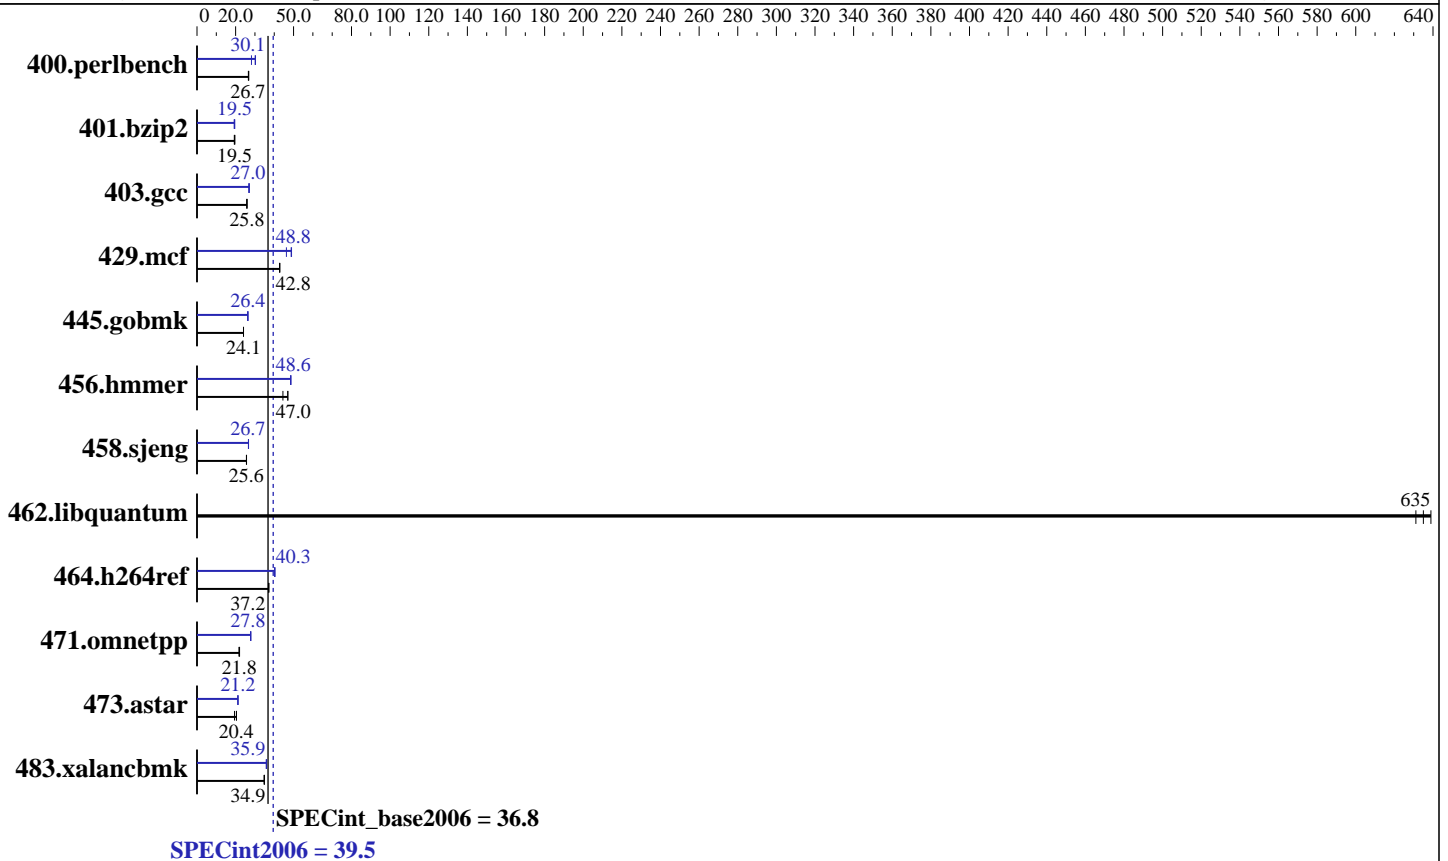 0 20.0 50.0 80.0 100 120 140 160 180 200 220 240 260 280 300 320 340 360 380 400 420 440 460 480 500 520 540 560 580 600 640
30.1
400.perlbench
26.7
19.5
401.bzip2
19.5
27.0
403.gcc
25.8
48.8
429.mcf
42.8
26.4
445.gobmk
24.1
48.6
456.hmmer
47.0
26.7
458.sjeng
25.6
635
462.libquantum
40.3
464.h264ref
37.2
27.8
471.omnetpp
21.8
21.2
473.astar
20.4
35.9
483.xalancbmk
34.9
SPECint_base2006 = 36.8
SPECint2006 = 39.5